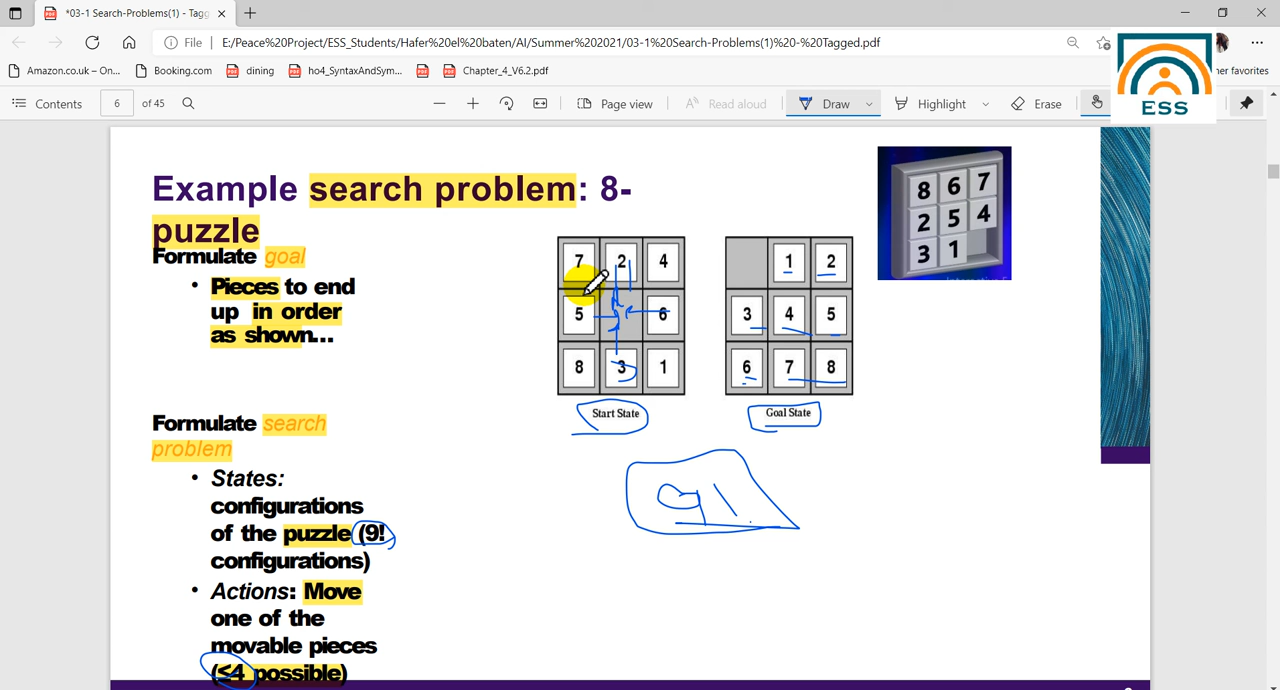 *03-1 Search-Problems(1) - Tagg
File
E:/Peace%20Project/ESS_Students/Hafer%20el%20baten/AI/Summer%202021/03-1%20Search-Problems(1)%20-%20Tagged.pdf
Amazon.co.uk – On...
Booking.com
dining
ho4_SyntaxAndSym...
Chapter_4_V6.2.pdf
her favorites
Contents
6
of 45
Page view
Read aloud
Draw
Highlight
Erase
ESS
Example search problem: 8-
puzzle
Formulate goal
• Pieces to end
up in order
as shown...
Formulate search
problem
• States:
configurations
of the puzzle (9!
configurations)
• Actions: Move
one of the
movable pieces
(≤4 possible)
7 2 4
5 6
8 3 1
Start State
1 2
3 4 5
6 7 8
Goal State
9!
8 6 7
2 5 4
3 1